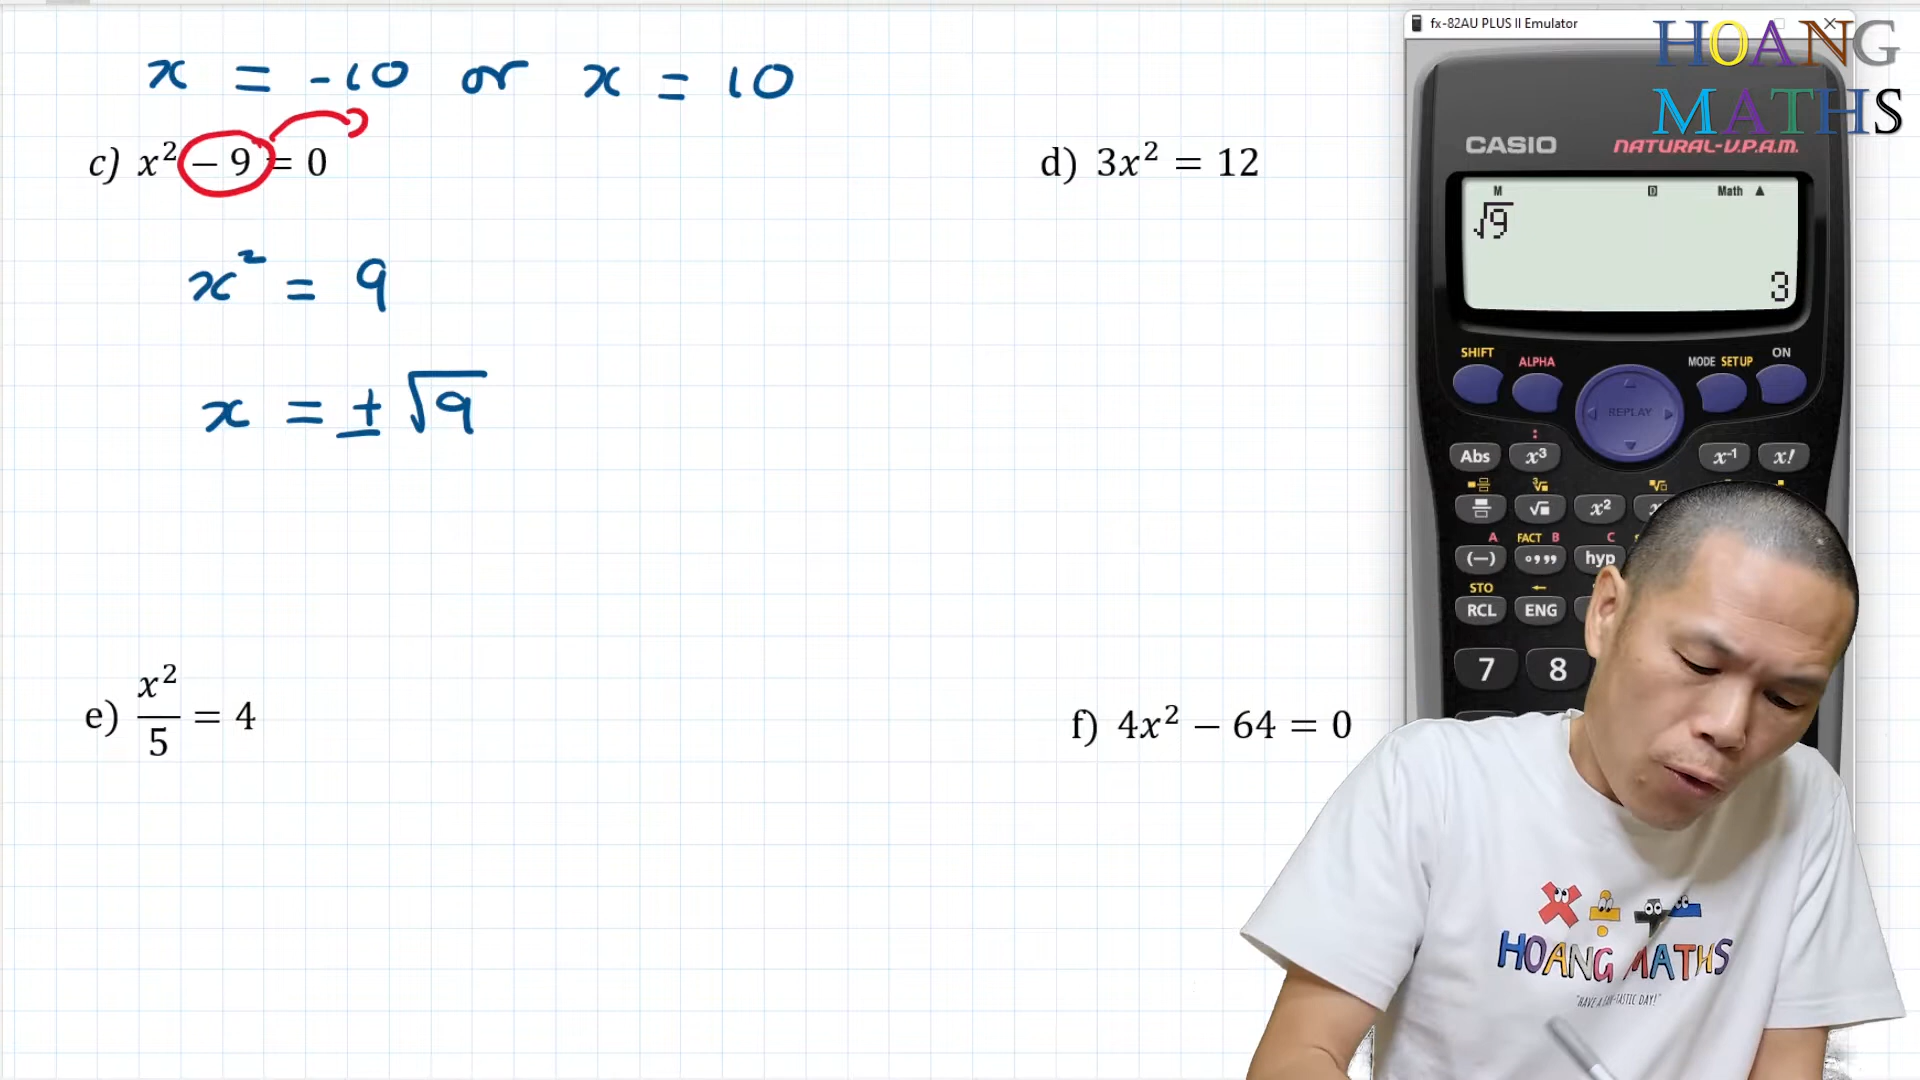 x = -10 or x = 10
c) x² − 9 = 0
d) 3x² = 12
x² = 9
x = ± √9
e) x²/5 = 4
f) 4x² − 64 = 0
fx-82AU PLUS II Emulator
HOANG
MATHS
CASIO
NATURAL-V.P.A.M.
M D Math ▲
√9
3
SHIFT
ALPHA
MODE SETUP
ON
REPLAY
Abs x³ x⁻¹ x!
³√■
√■ x²
A FACT B C
(−) ° ’ ” hyp
STO ←
RCL ENG
7 8
HOANG MATHS